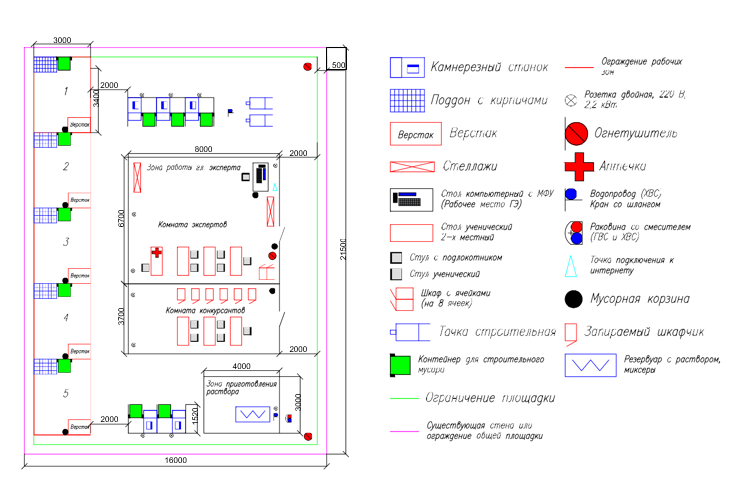 3000
500
2000
3400
1
Верстак
2
Верстак
3
Верстак
4
Верстак
5
Верстак
8000
2000
Зона работы гл. эксперта
6700
Комната экспертов
21500
3700
Комната конкурсантов
2000
4000
Зона приготовления
раствора
3000
1520
2000
16000
Камнерезный станок
Поддон с кирпичами
Верстак
Верстак
Стеллажи
Стол компьютерный с МФУ
(Рабочее место ГЭ)
Стол ученический
2-х местный
Стул с подлокотником
Стул ученический
Шкаф с ячейками
(на 8 ячеек)
Тачка строительная
Контейнер для строительного
мусора
Ограничение площадки
Существующая стена или
ограждение общей площадки
Ограждение рабочих
зон
Розетка двойная, 220 В,
2,2 кВт
Огнетушитель
Аптечка
Водопровод (ХВС)
Кран со шлангом
Раковина со смесителем
(ГВС и ХВС)
Точка подключения к
интернету
Мусорная корзина
Запираемый шкафчик
Резервуар с раствором,
миксеры